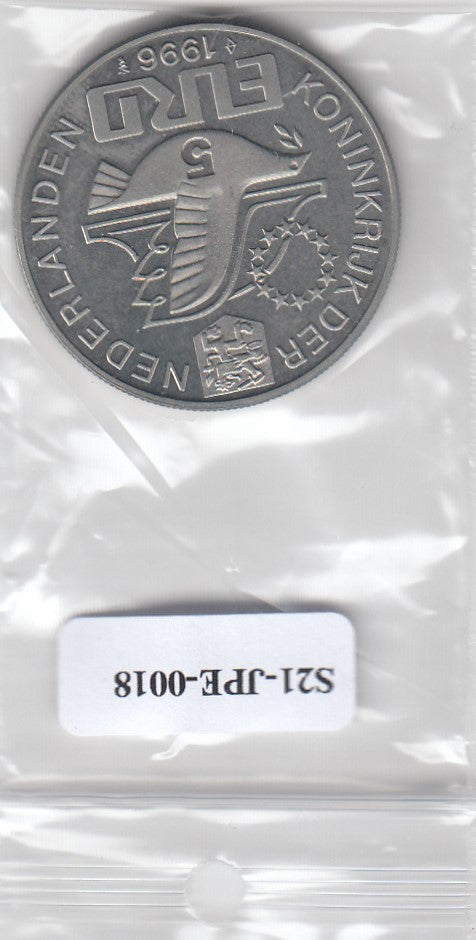 S21-JPE-0018
KONINKRIJK DER NEDERLANDEN
5
EURO
1996